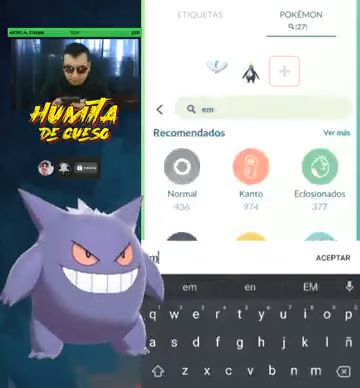 ETIQUETAS
POKÉMON
(27)
HUMITA
DE QUESO
em
Recomendados
Ver más
Normal
Kanto
Eclosionados
436
974
377
ACEPTAR
em
en
EM
q w e r t y u i o p
a s d f g h j k l ñ
z x c v b n m